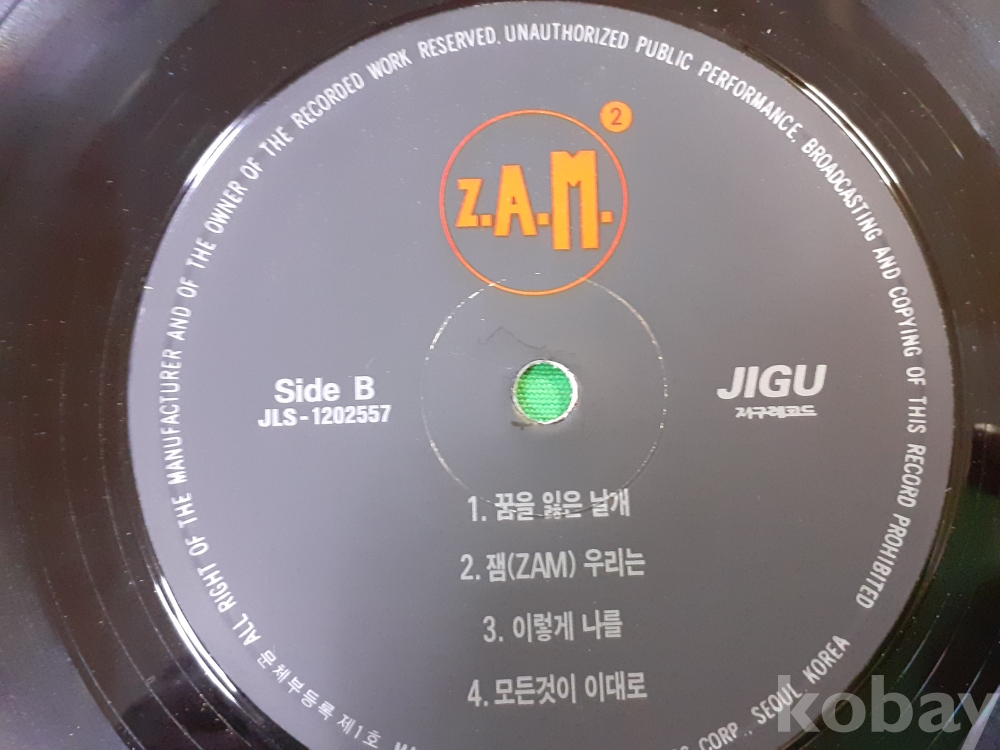 ALL RIGHT OF THE MANUFACTURER AND OF THE OWNER OF THE RECORDED WORK RESERVED. UNAUTHORIZED PUBLIC PERFORMANCE. BROADCASTING AND COPYING OF THIS RECORD PROHIBITED
2
Z.A.M.
Side B
JLS-1202557
JIGU
지구레코드
1. 꿈을 잃은 날개
2. 잼(ZAM) 우리는
3. 이렇게 나를
4. 모든것이 이대로
문체부등록 제1호
CORP., SEOUL KOREA
kobay